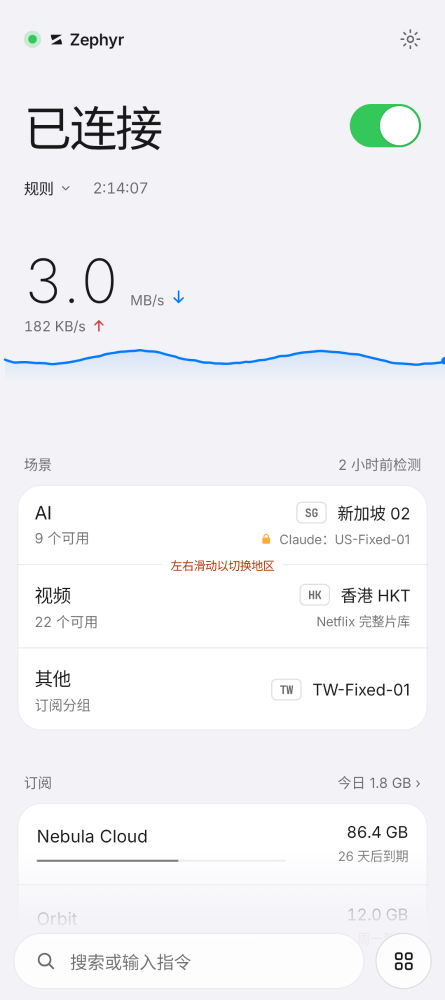 Zephyr
已连接
规则 2:14:07
3.0 MB/s ↓
182 KB/s ↑
场景 2 小时前检测
AI SG 新加坡 02
9 个可用 Claude: US-Fixed-01
左右滑动以切换地区
视频 HK 香港 HKT
22 个可用 Netflix 完整片库
其他 TW TW-Fixed-01
订阅分组
订阅 今日 1.8 GB ›
Nebula Cloud 86.4 GB
26 天后到期
Orbit 12.0 GB
搜索或输入指令